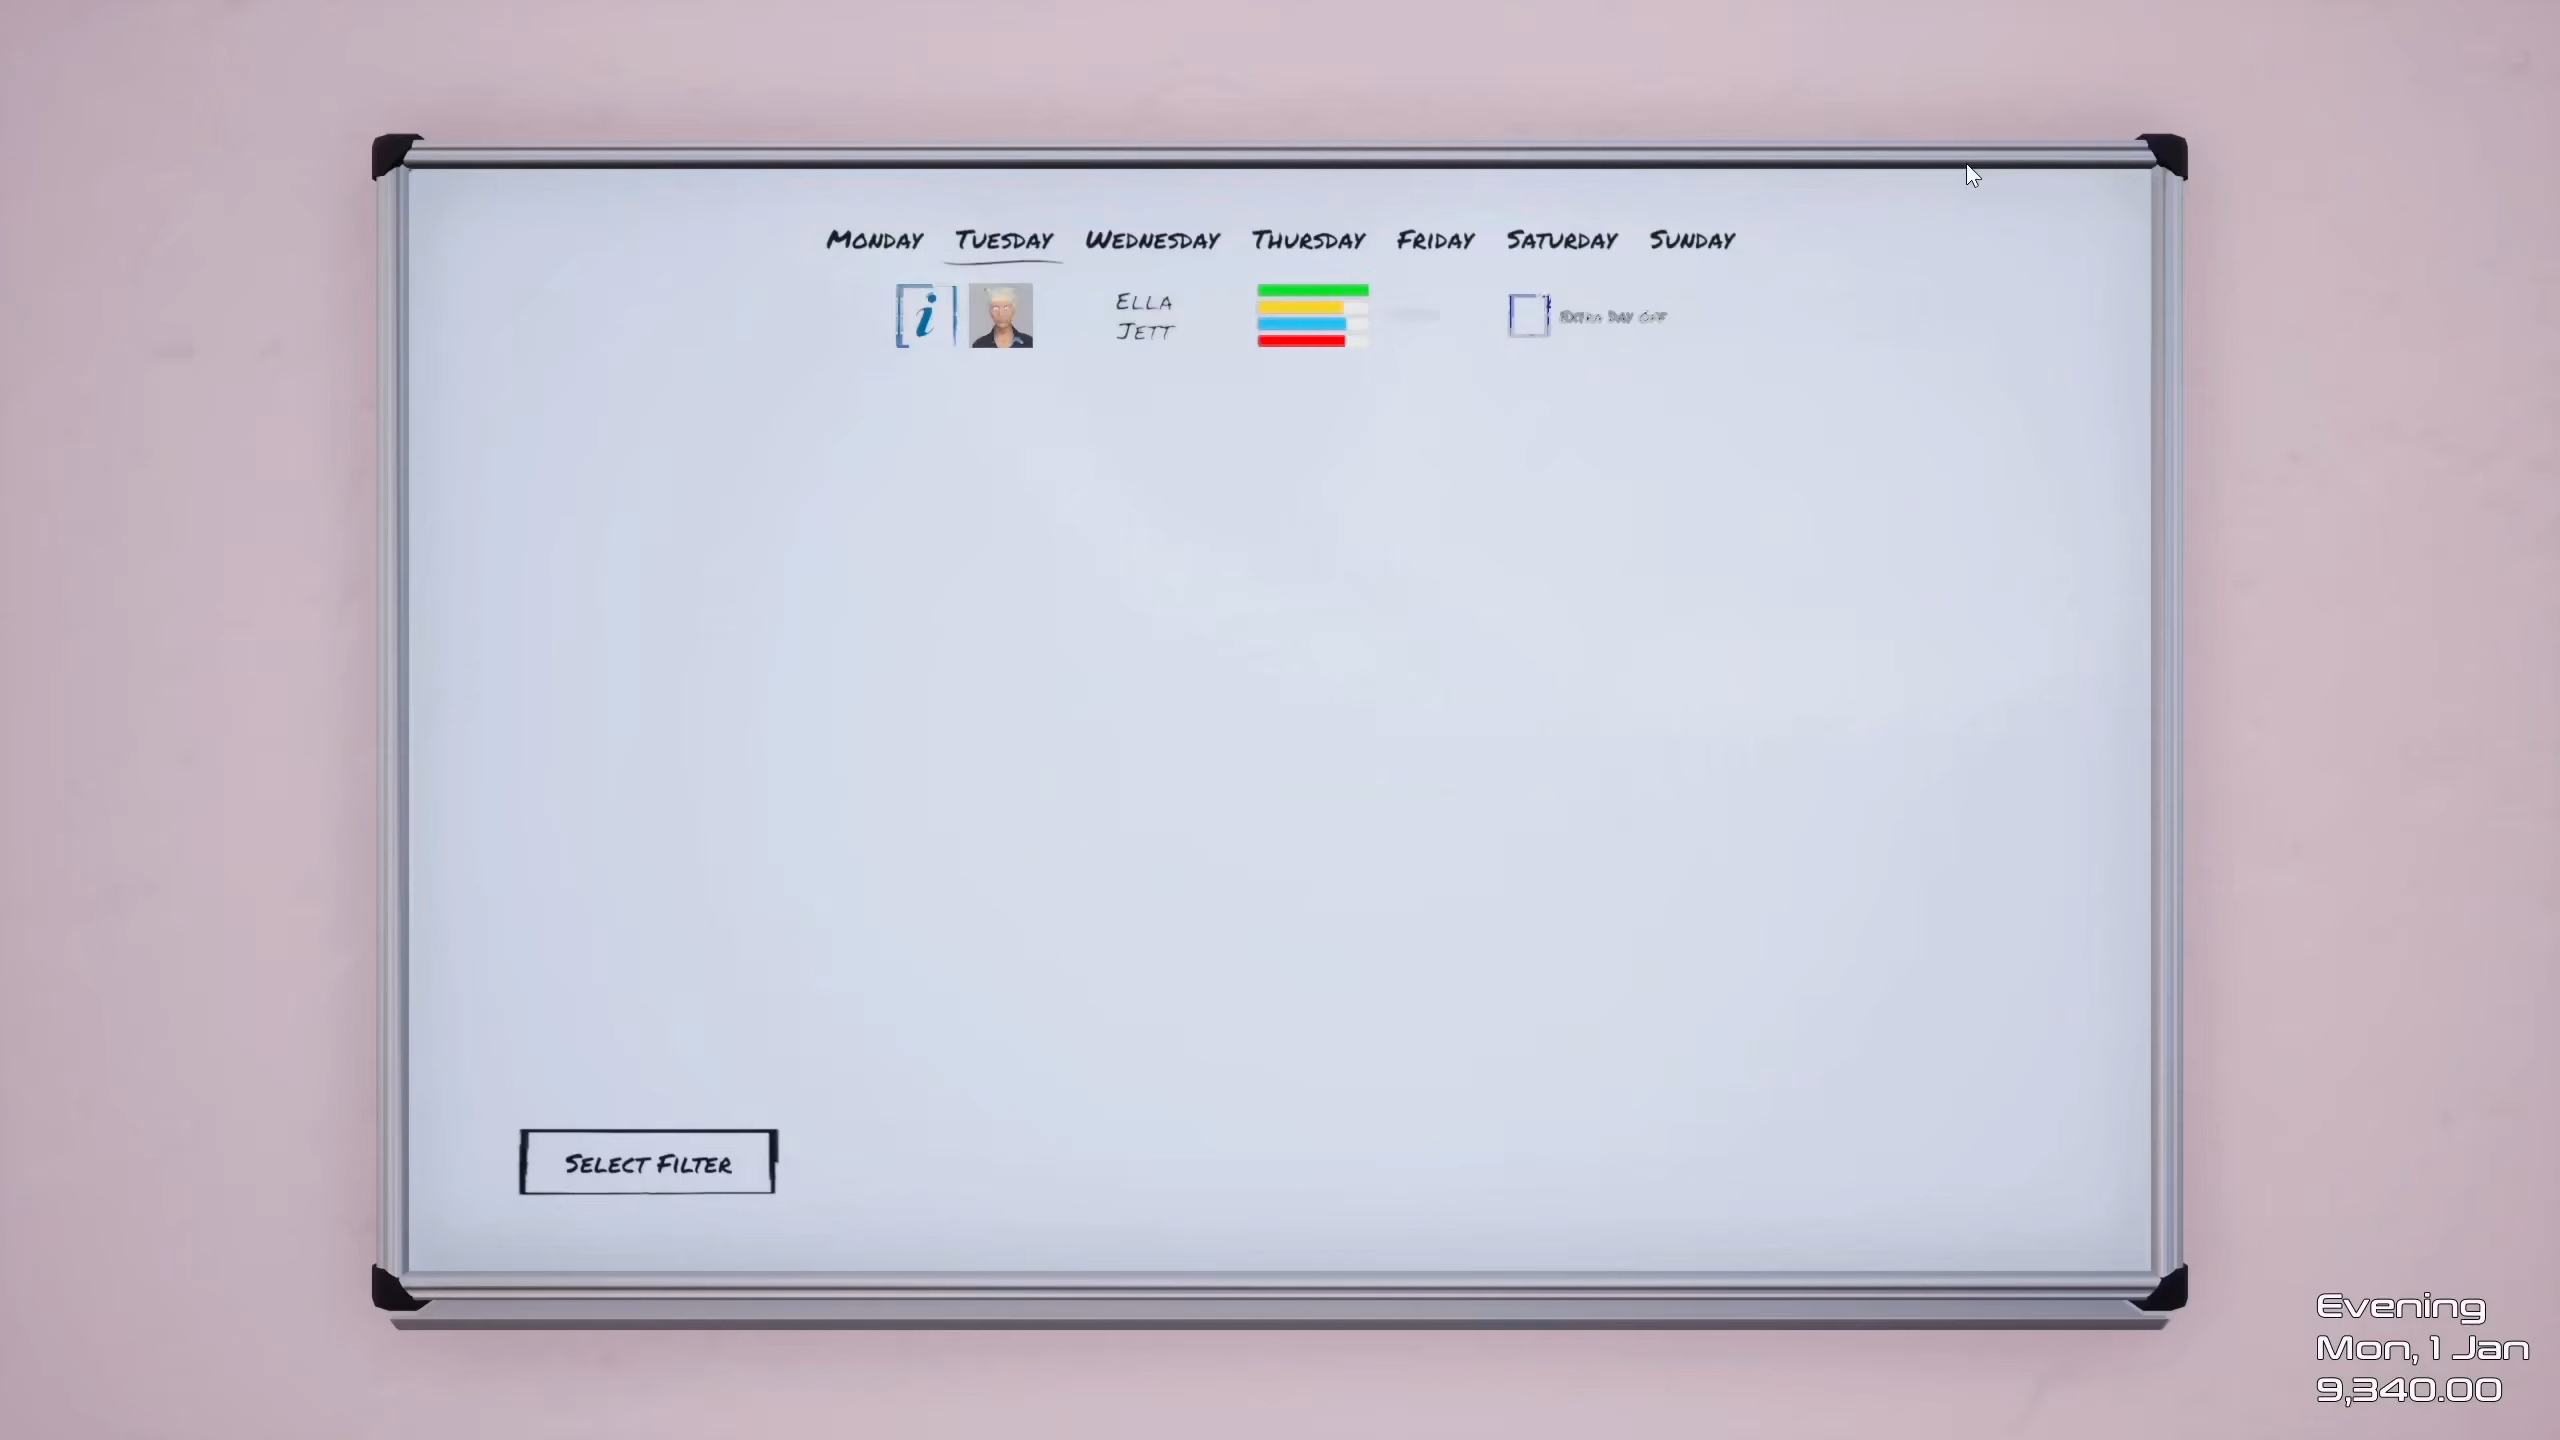 Monday Tuesday Wednesday Thursday Friday Saturday Sunday
i
Ella
Jett
Extra Day Off
Select Filter
Evening
Mon, 1 Jan
9,340.00